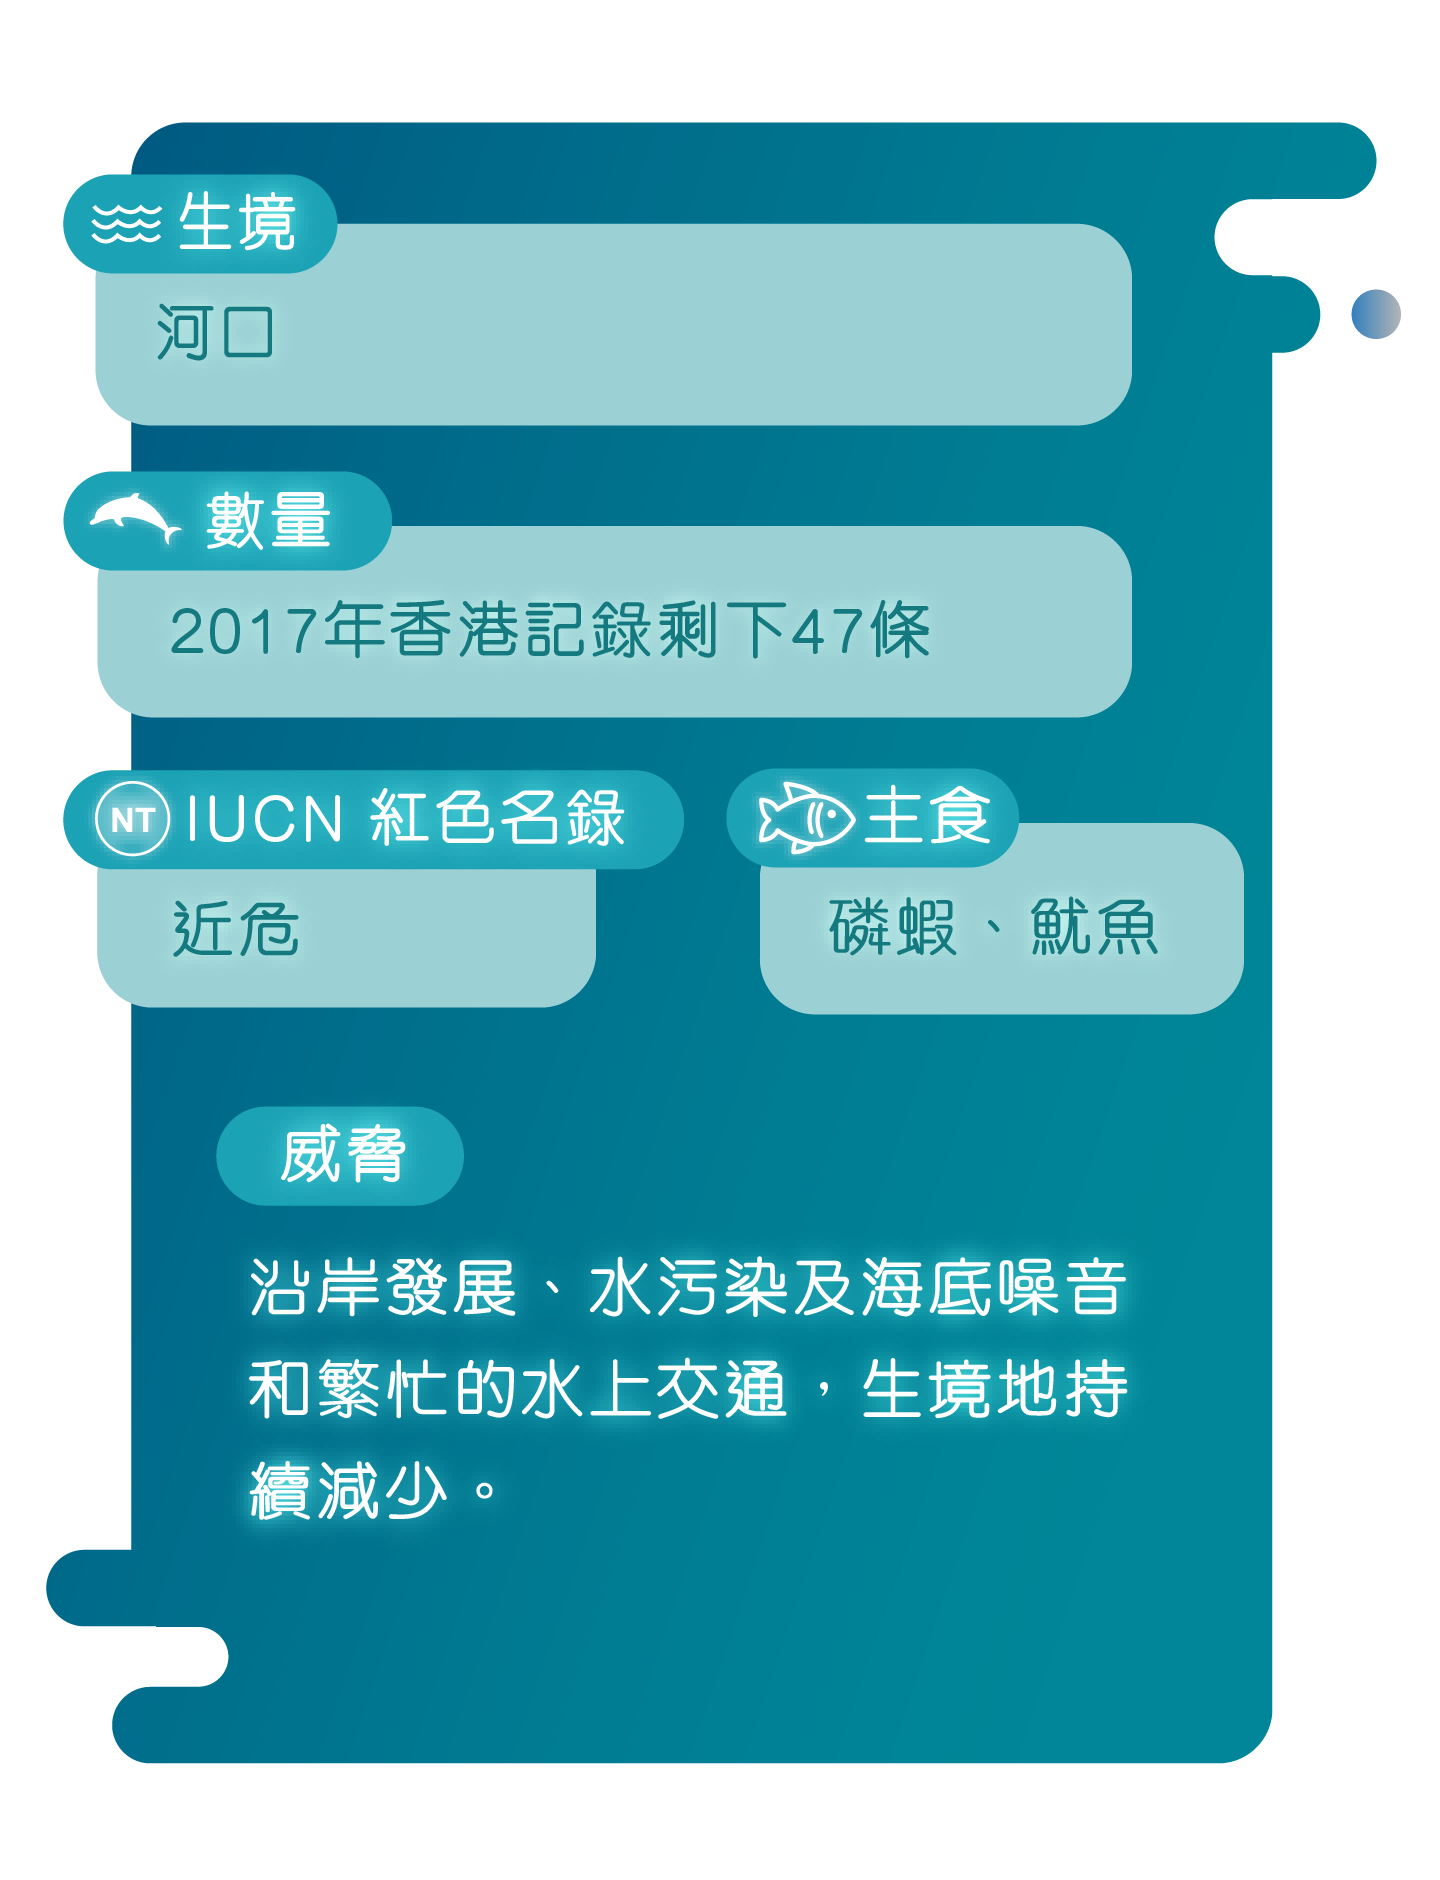 生境
河口
數量
2017年香港記錄剩下47條
NT IUCN 紅色名錄
近危
主食
磷蝦、魷魚
威脅
沿岸發展、水污染及海底噪音
和繁忙的水上交通，生境地持
續減少。